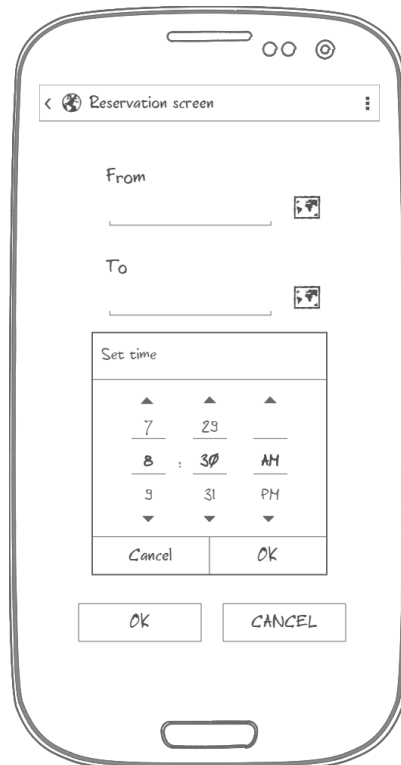 Reservation screen
From
To
Set time
7 29
8 : 30 AM
9 31 PM
Cancel OK
OK CANCEL